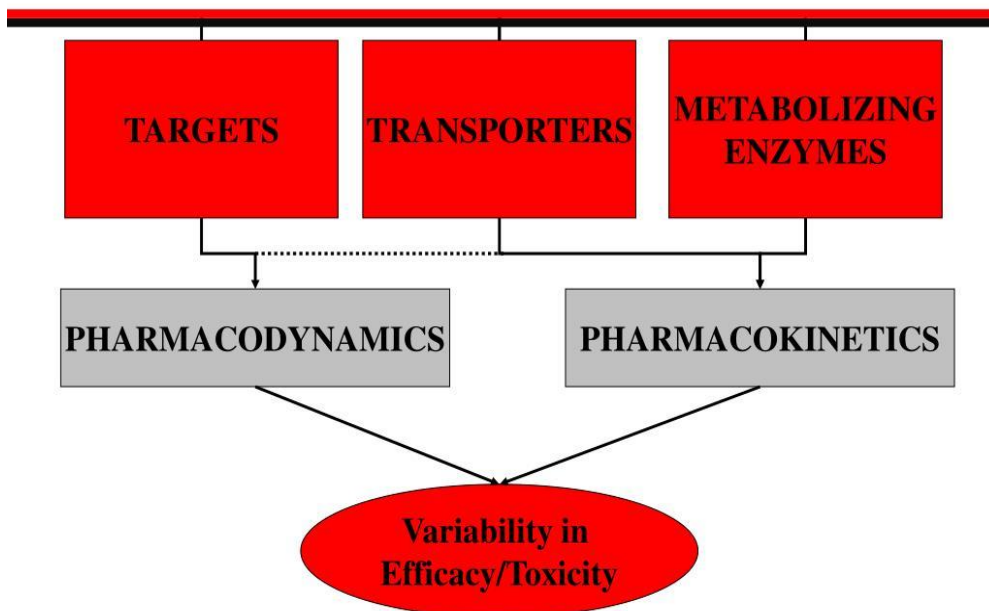 TARGETS
TRANSPORTERS
METABOLIZING
ENZYMES
PHARMACODYNAMICS
PHARMACOKINETICS
Variability in
Efficacy/Toxicity